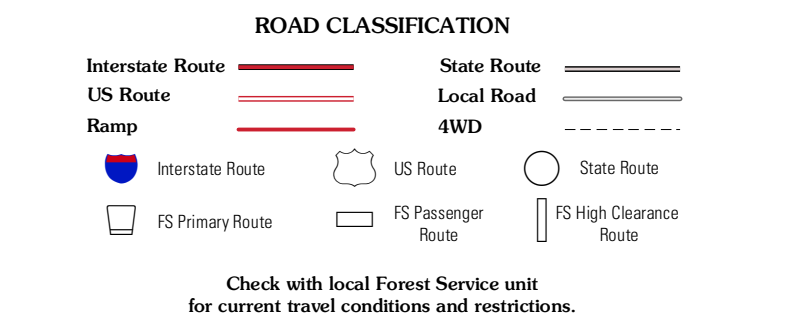 ROAD CLASSIFICATION
Interstate Route
State Route
US Route
Local Road
Ramp
4WD
Interstate Route
US Route
State Route
FS Primary Route
FS Passenger
Route
FS High Clearance
Route
Check with local Forest Service unit
for current travel conditions and restrictions.